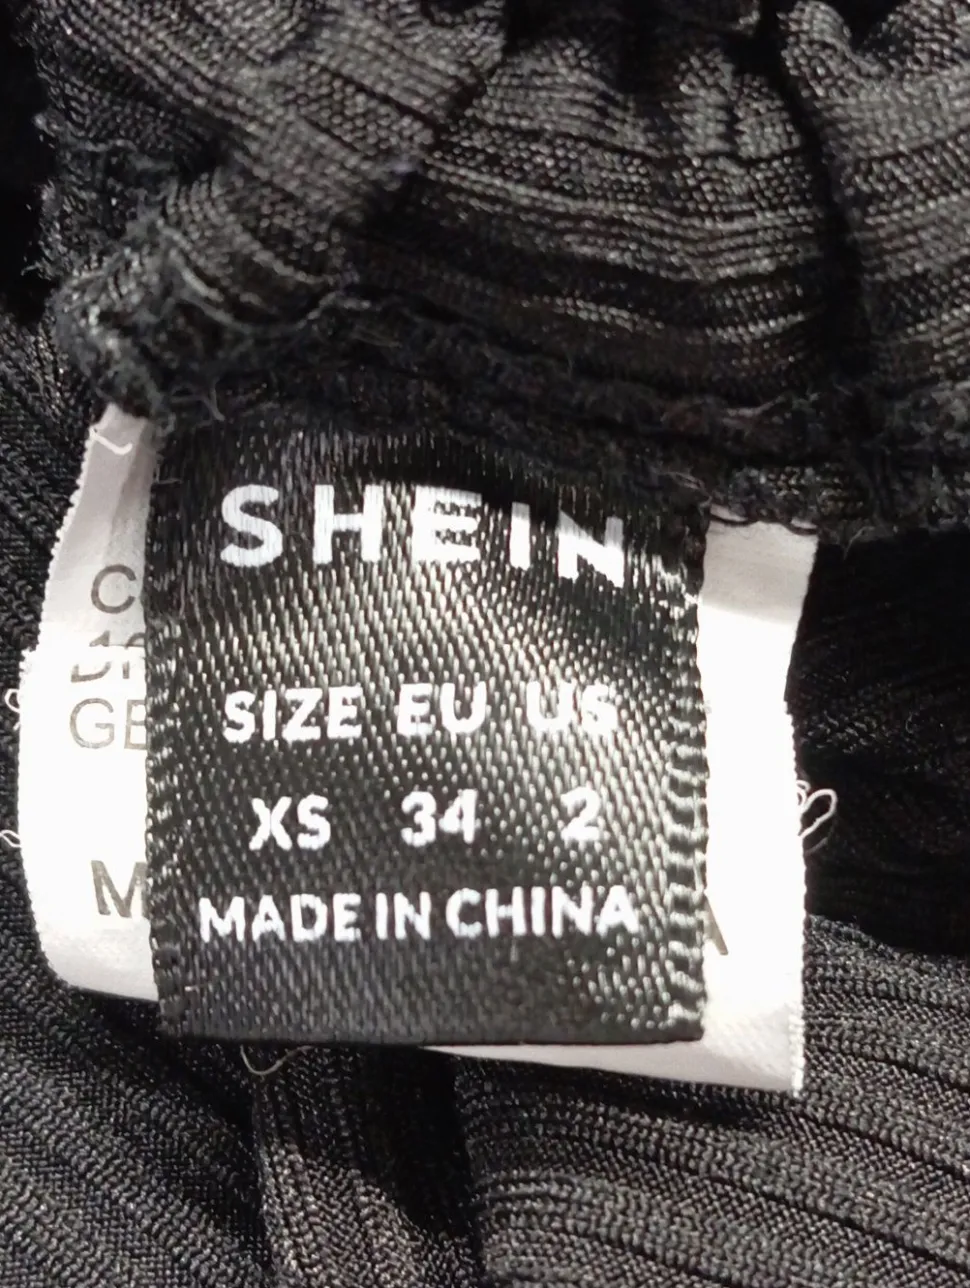 SHEIN
SIZE EU US
XS 34 2
MADE IN CHINA